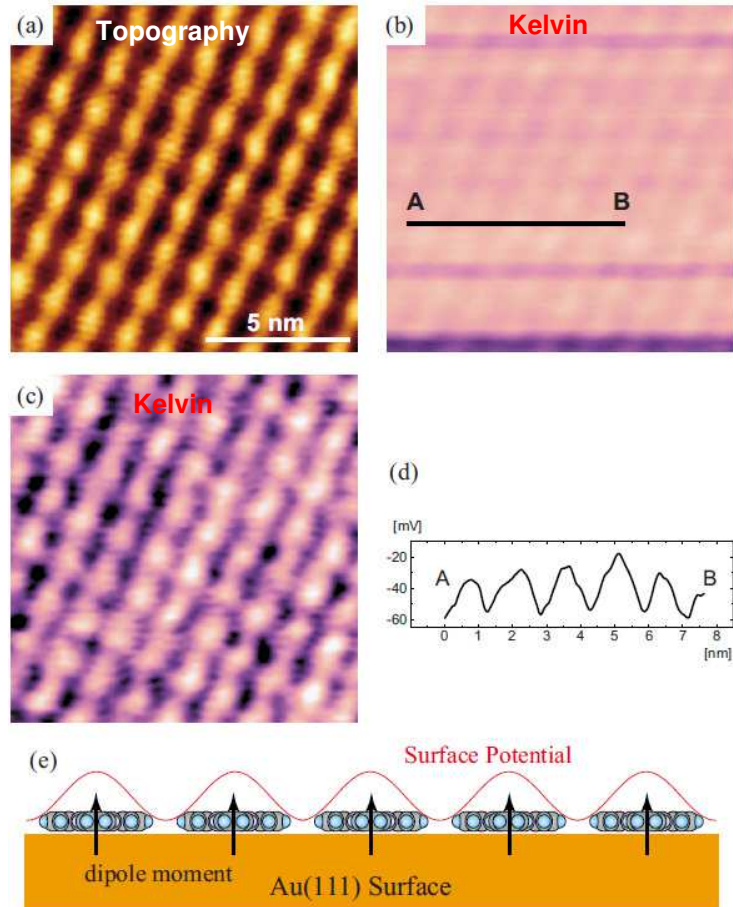 (a) Topography
5 nm
(b) Kelvin
A B
(c) Kelvin
(d)
[mV]
-20
-40
-60
A B
0 1 2 3 4 5 6 7 8
[nm]
(e)
Surface Potential
dipole moment
Au(111) Surface